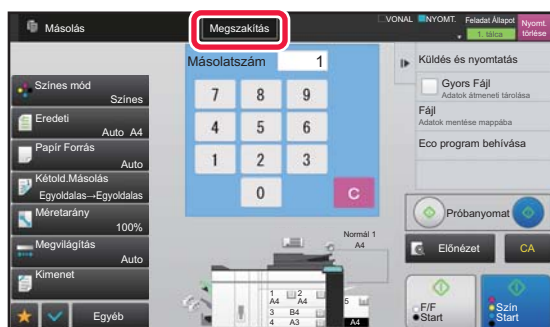 Másolás
Megszakítás
VONAL
NYOMT.
Feladat Állapot
1. tálca
Nyomt. törlése
Másolatszám 1
7 8 9
4 5 6
1 2 3
0 C
Színes mód
Színes
Eredeti
Auto A4
Papír Forrás
Auto
Kétold.Másolás
Egyoldalas→Egyoldalas
Méretarány
100%
Megvilágítás
Auto
Kimenet
Egyéb
Normál 1
A4
1
A4
2
A4
3 B4
4 A3
5
A4
Küldés és nyomtatás
Gyors Fájl
Adatok átmeneti tárolása
Fájl
Adatok mentése mappába
Eco program behívása
Próbanyomat
Előnézet
CA
F/F
Start
Szín
Start